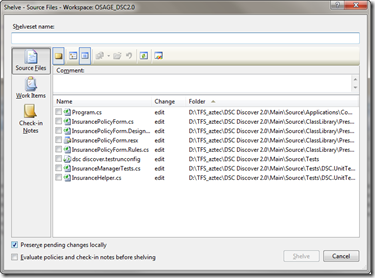 Shelve - Source Files - Workspace: OSAGE_DSC2.0
Shelveset name:
Source Files
Work Items
Check-in Notes
Comment:
Name Change Folder
Program.cs edit D:\TFS_aztec\DSC Discover 2.0\Main\Source\Applications\Co...
InsurancePolicyForm.cs edit D:\TFS_aztec\DSC Discover 2.0\Main\Source\ClassLibrary\Pres...
InsurancePolicyForm.Design... edit D:\TFS_aztec\DSC Discover 2.0\Main\Source\ClassLibrary\Pres...
InsurancePolicyForm.resx edit D:\TFS_aztec\DSC Discover 2.0\Main\Source\ClassLibrary\Pres...
InsurancePolicyForm.Rules.cs edit D:\TFS_aztec\DSC Discover 2.0\Main\Source\ClassLibrary\Pres...
dsc discover.testrunconfig edit D:\TFS_aztec\DSC Discover 2.0\Main\Source\Tests
InsuranceManagerTests.cs edit D:\TFS_aztec\DSC Discover 2.0\Main\Source\Tests\DSC.UnitTe...
InsuranceHelper.cs edit D:\TFS_aztec\DSC Discover 2.0\Main\Source\Tests\DSC.UnitTe...
Preserve pending changes locally
Evaluate policies and check-in notes before shelving
Shelve Cancel